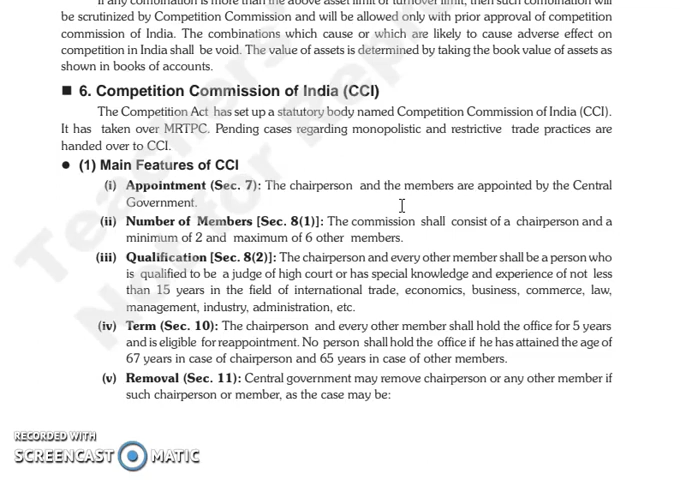 If any combination is more than the above asset limit or turnover limit, then such combination will
be scrutinized by Competition Commission and will be allowed only with prior approval of competition
commission of India. The combinations which cause or which are likely to cause adverse effect on
competition in India shall be void. The value of assets is determined by taking the book value of assets as
shown in books of accounts.
■ 6. Competition Commission of India (CCI)
The Competition Act has set up a statutory body named Competition Commission of India (CCI).
It has taken over MRTPC. Pending cases regarding monopolistic and restrictive trade practices are
handed over to CCI.
● (1) Main Features of CCI
(i) Appointment (Sec. 7): The chairperson and the members are appointed by the Central
Government.
(ii) Number of Members [Sec. 8(1)]: The commission shall consist of a chairperson and a
minimum of 2 and maximum of 6 other members.
(iii) Qualification [Sec. 8(2)]: The chairperson and every other member shall be a person who
is qualified to be a judge of high court or has special knowledge and experience of not less
than 15 years in the field of international trade, economics, business, commerce, law,
management, industry, administration, etc.
(iv) Term (Sec. 10): The chairperson and every other member shall hold the office for 5 years
and is eligible for reappointment. No person shall hold the office if he has attained the age of
67 years in case of chairperson and 65 years in case of other members.
(v) Removal (Sec. 11): Central government may remove chairperson or any other member if
such chairperson or member, as the case may be:
RECORDED WITH
SCREENCAST MATIC